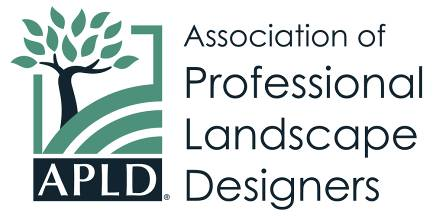 Association of
Professional
Landscape
Designers
APLD®